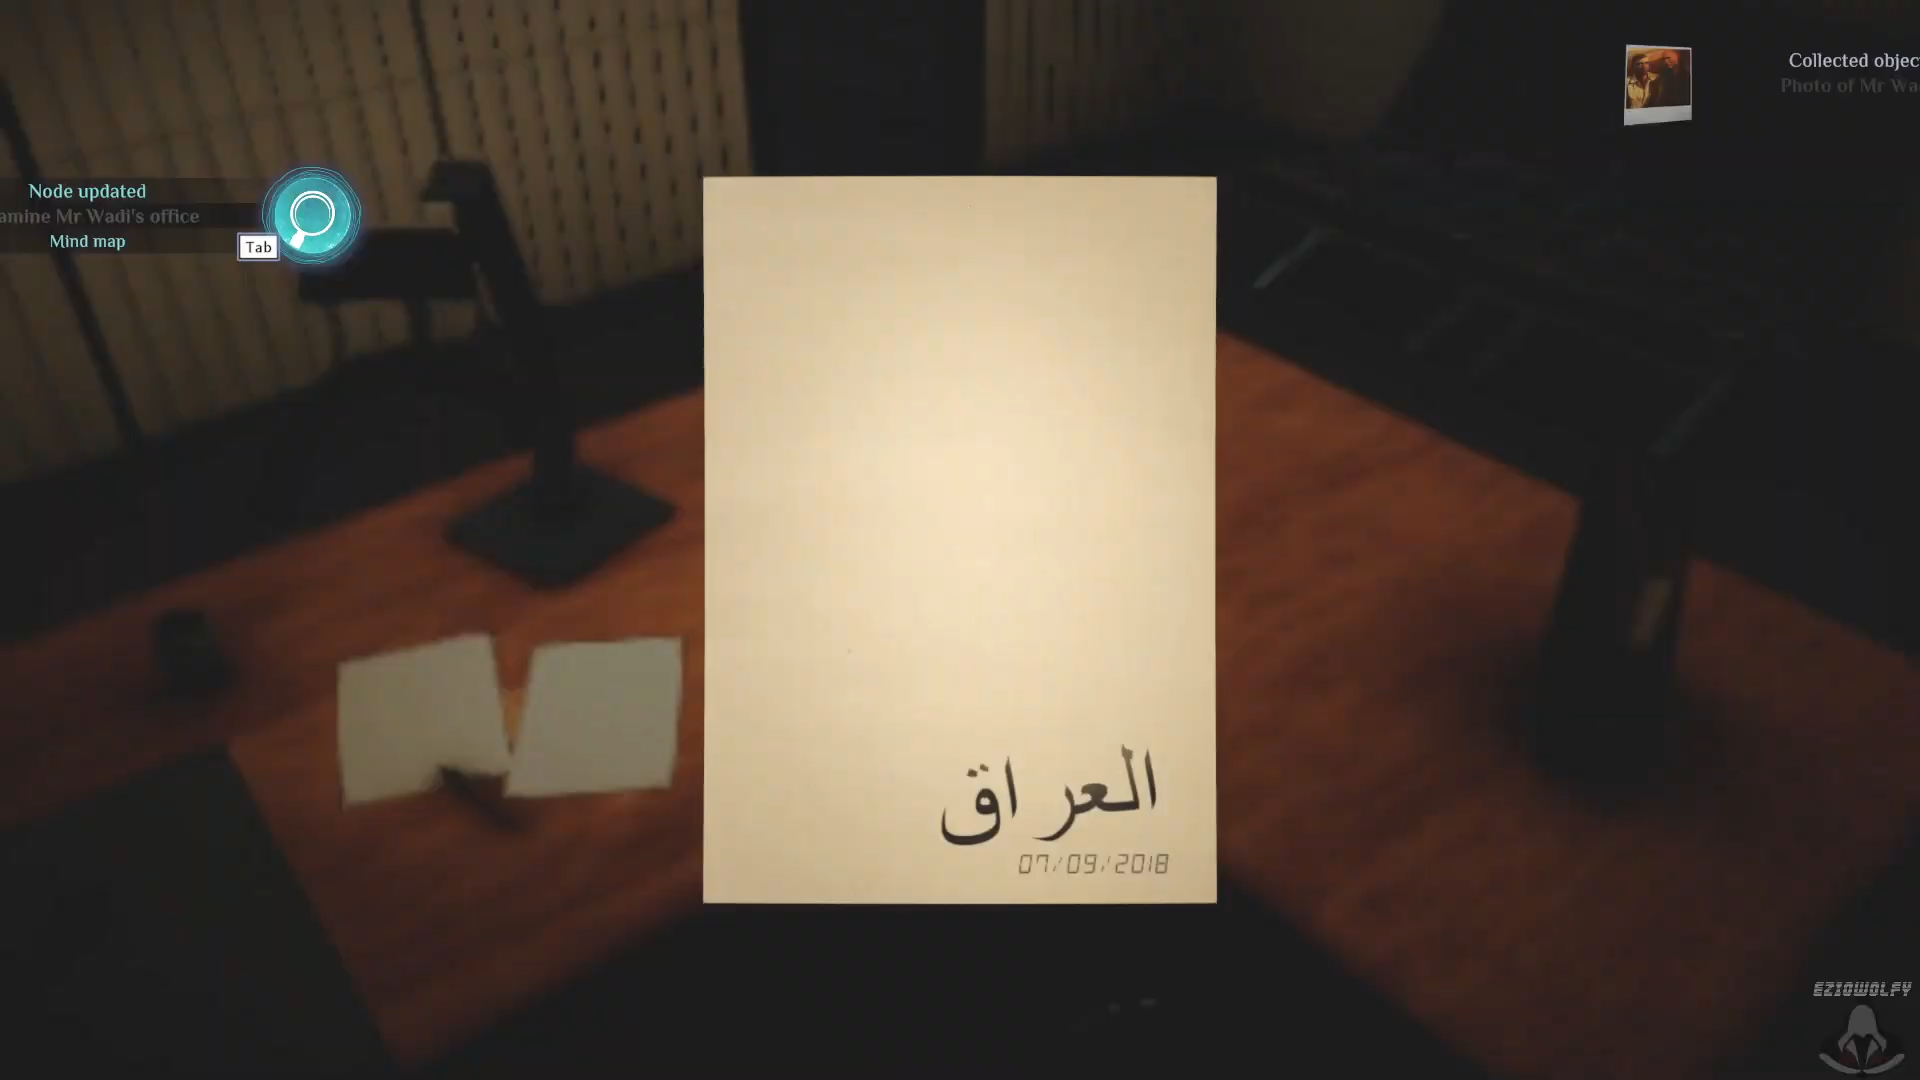 Collected objec
Photo of Mr Wa
Node updated
amine Mr Wadi's office
Mind map
Tab
العراق
07/09/2018
EZIOWOLFY